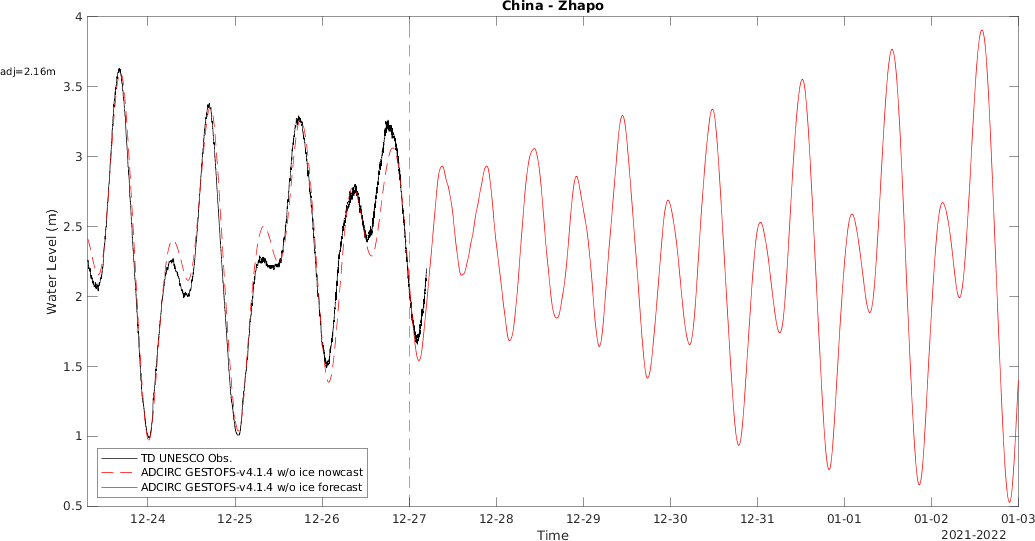 China - Zhapo
adj=2.16m
4
3.5
3
2.5
2
1.5
1
0.5
Water Level (m)
TD UNESCO Obs.
ADCIRC GESTOFS-v4.1.4 w/o ice nowcast
ADCIRC GESTOFS-v4.1.4 w/o ice forecast
12-24 12-25 12-26 12-27 12-28 12-29 12-30 12-31 01-01 01-02 01-03
Time
2021-2022